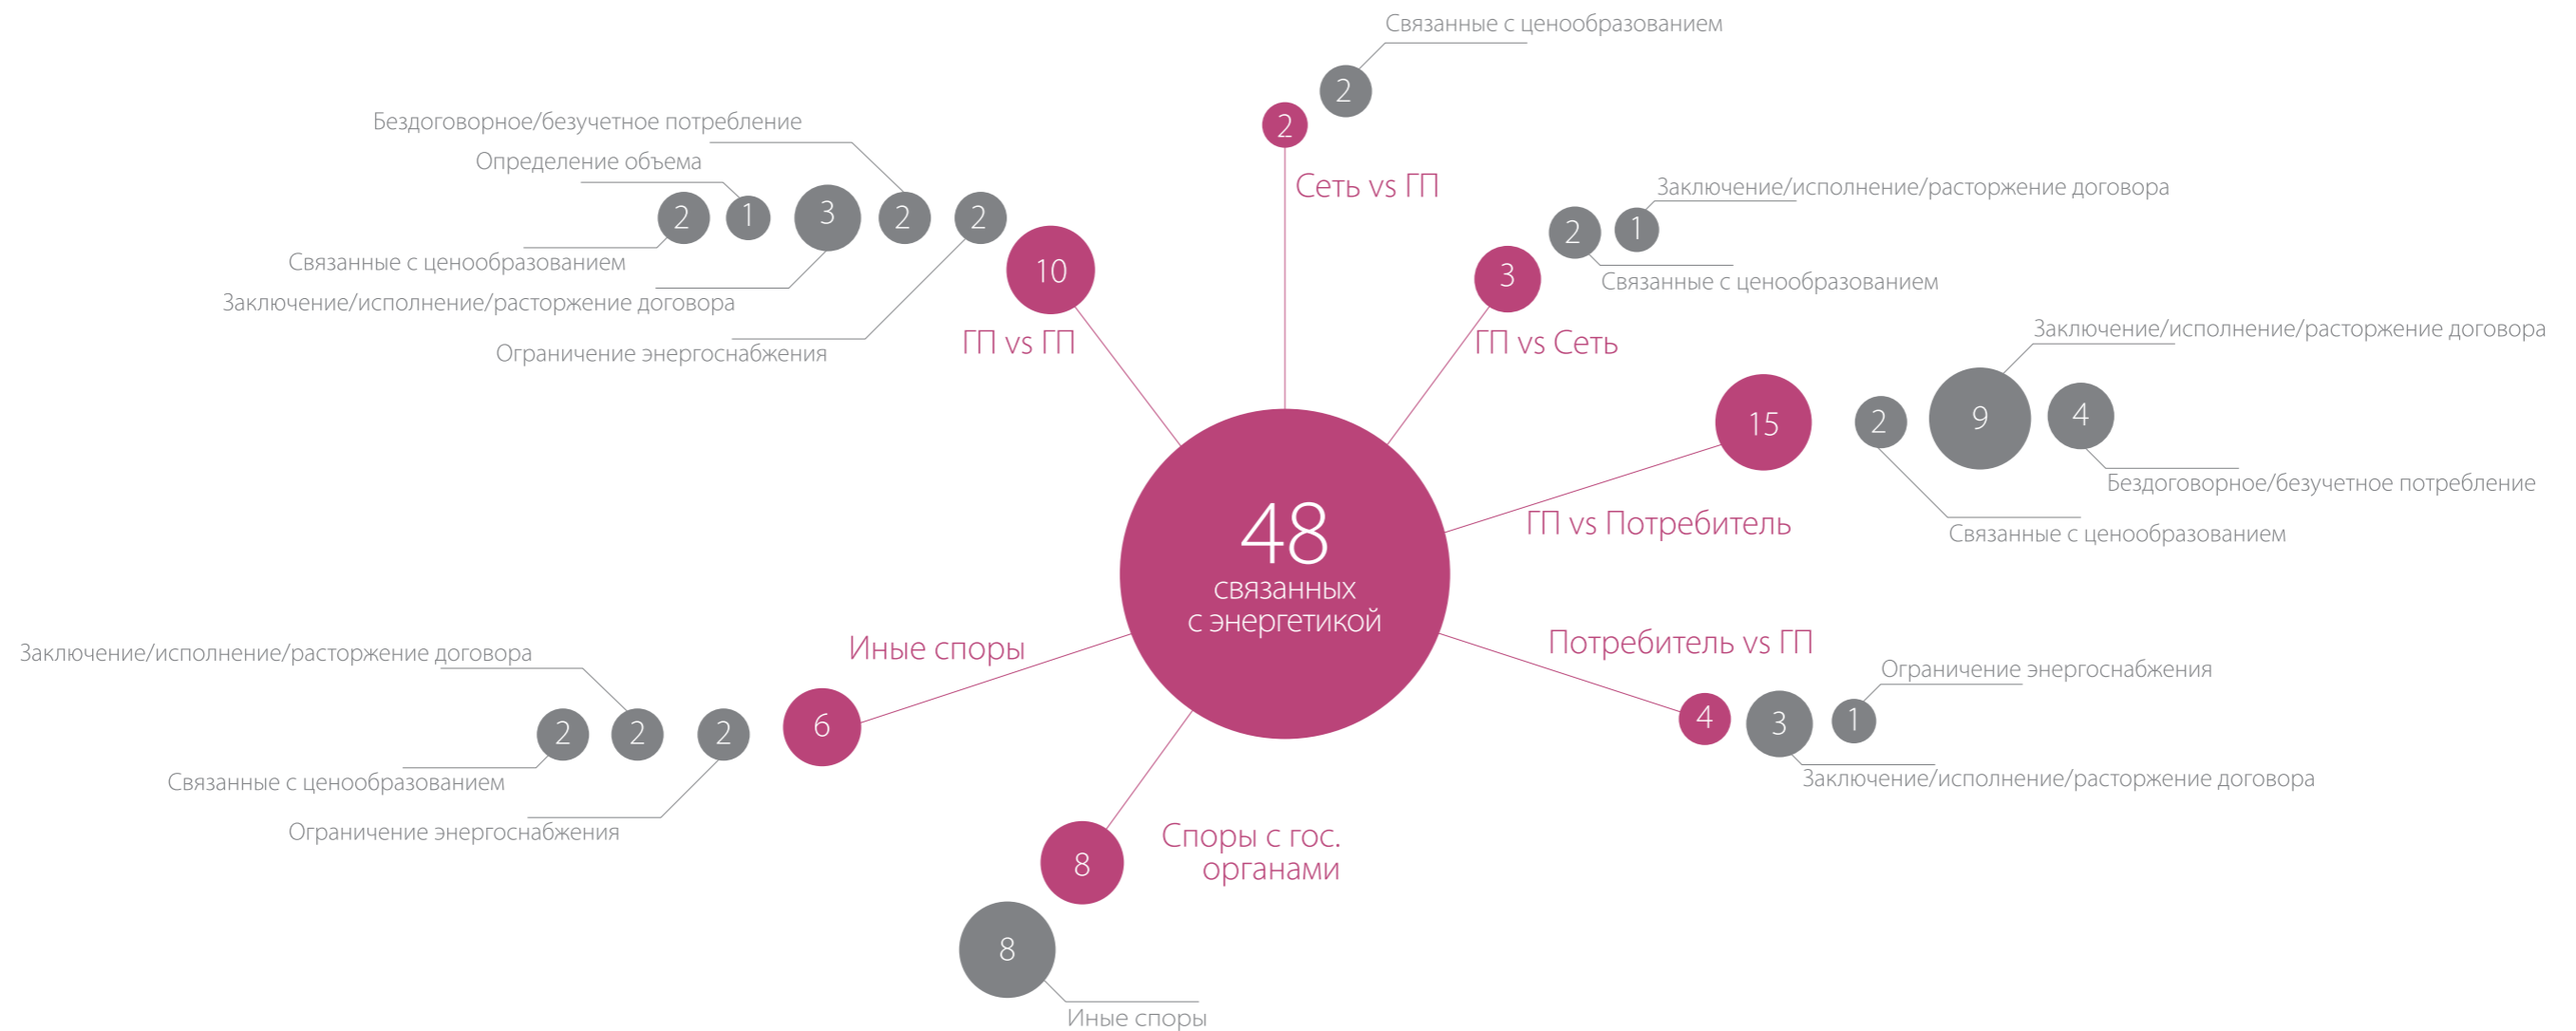 Связанные с ценообразованием
2
2
Сеть vs ГП
Бездоговорное/безучетное потребление
Определение объема
2
1
3
2
2
10
Связанные с ценообразованием
Заключение/исполнение/расторжение договора
Ограничение энергоснабжения
ГП vs ГП
Заключение/исполнение/расторжение договора
2
1
3
Связанные с ценообразованием
ГП vs Сеть
Заключение/исполнение/расторжение договора
15
2
9
4
Бездоговорное/безучетное потребление
Связанные с ценообразованием
ГП vs Потребитель
48
связанных
с энергетикой
Потребитель vs ГП
Ограничение энергоснабжения
4
3
1
Заключение/исполнение/расторжение договора
Иные споры
Заключение/исполнение/расторжение договора
2
2
2
6
Связанные с ценообразованием
Ограничение энергоснабжения
Споры с гос.
органами
8
8
Иные споры